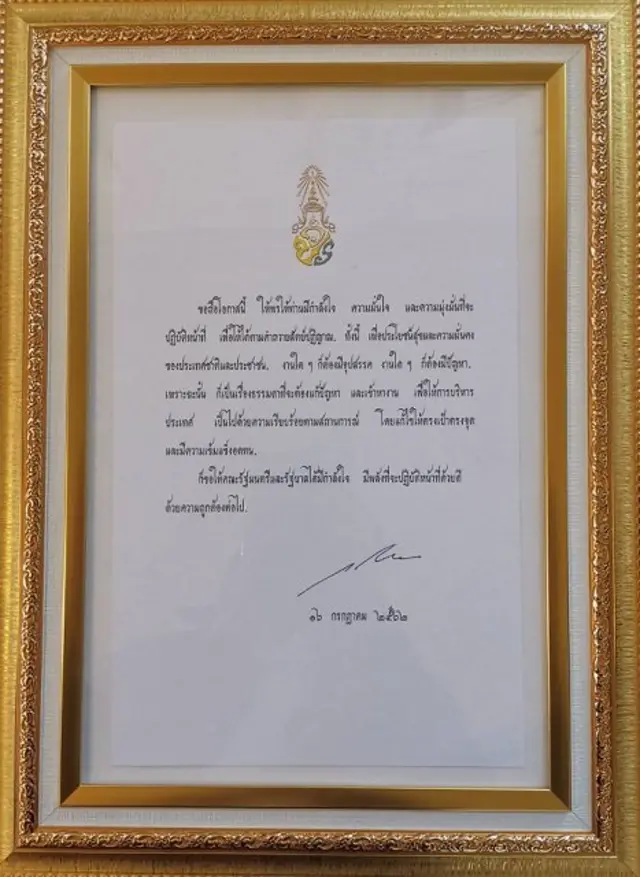 ขอถือโอกาสนี้ ให้พรให้ท่านมีกำลังใจ ความมั่นใจ และความมุ่งมั่นที่จะ
ปฏิบัติหน้าที่ เพื่อให้ได้ตามคำถวายสัตย์ปฏิญาณ. ทั้งนี้ เพื่อประโยชน์สุขและความมั่นคง
ของประเทศชาติและประชาชน. งานใด ๆ ก็ต้องมีอุปสรรค งานใด ๆ ก็ต้องมีปัญหา.
เพราะฉะนั้น ก็เป็นเรื่องธรรมดาที่จะต้องแก้ปัญหา และเข้าหางาน เพื่อให้การบริหาร
ประเทศ เป็นไปด้วยความเรียบร้อยตามสถานการณ์ โดยแก้ไขให้ตรงเป้าตรงจุด
และมีความเข้มแข็งอดทน.
ก็ขอให้คณะรัฐมนตรีและรัฐบาลได้มีกำลังใจ มีพลังที่จะปฏิบัติหน้าที่ด้วยดี
ด้วยความถูกต้องต่อไป.
๑๖ กรกฎาคม ๒๕๖๒